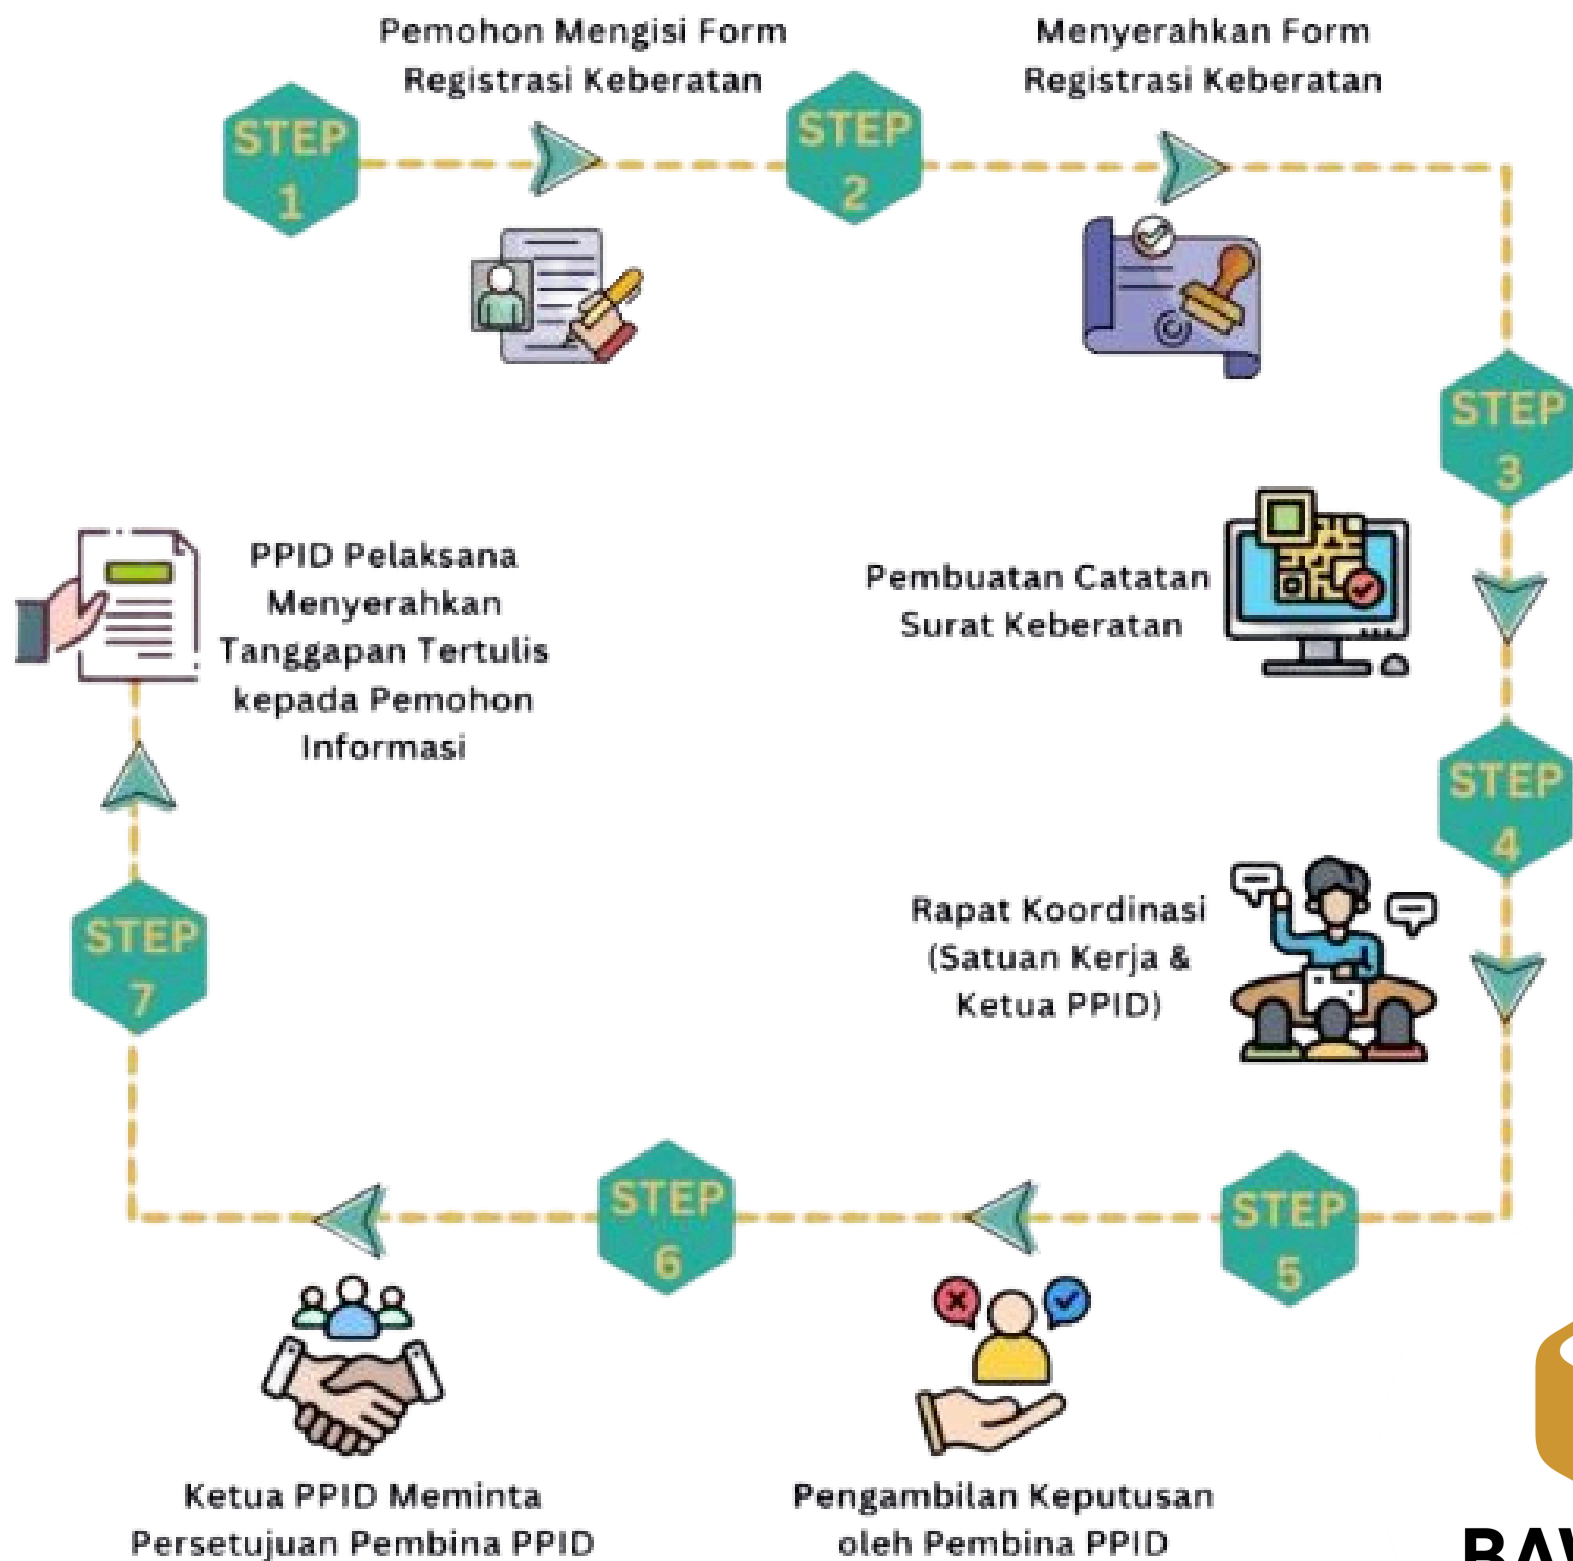 STEP
1
Pemohon Mengisi Form
Registrasi Keberatan
STEP
2
Menyerahkan Form
Registrasi Keberatan
STEP
3
Pembuatan Catatan
Surat Keberatan
STEP
4
Rapat Koordinasi
(Satuan Kerja &
Ketua PPID)
STEP
5
Pengambilan Keputusan
oleh Pembina PPID
STEP
6
Ketua PPID Meminta
Persetujuan Pembina PPID
STEP
7
PPID Pelaksana
Menyerahkan
Tanggapan Tertulis
kepada Pemohon
Informasi